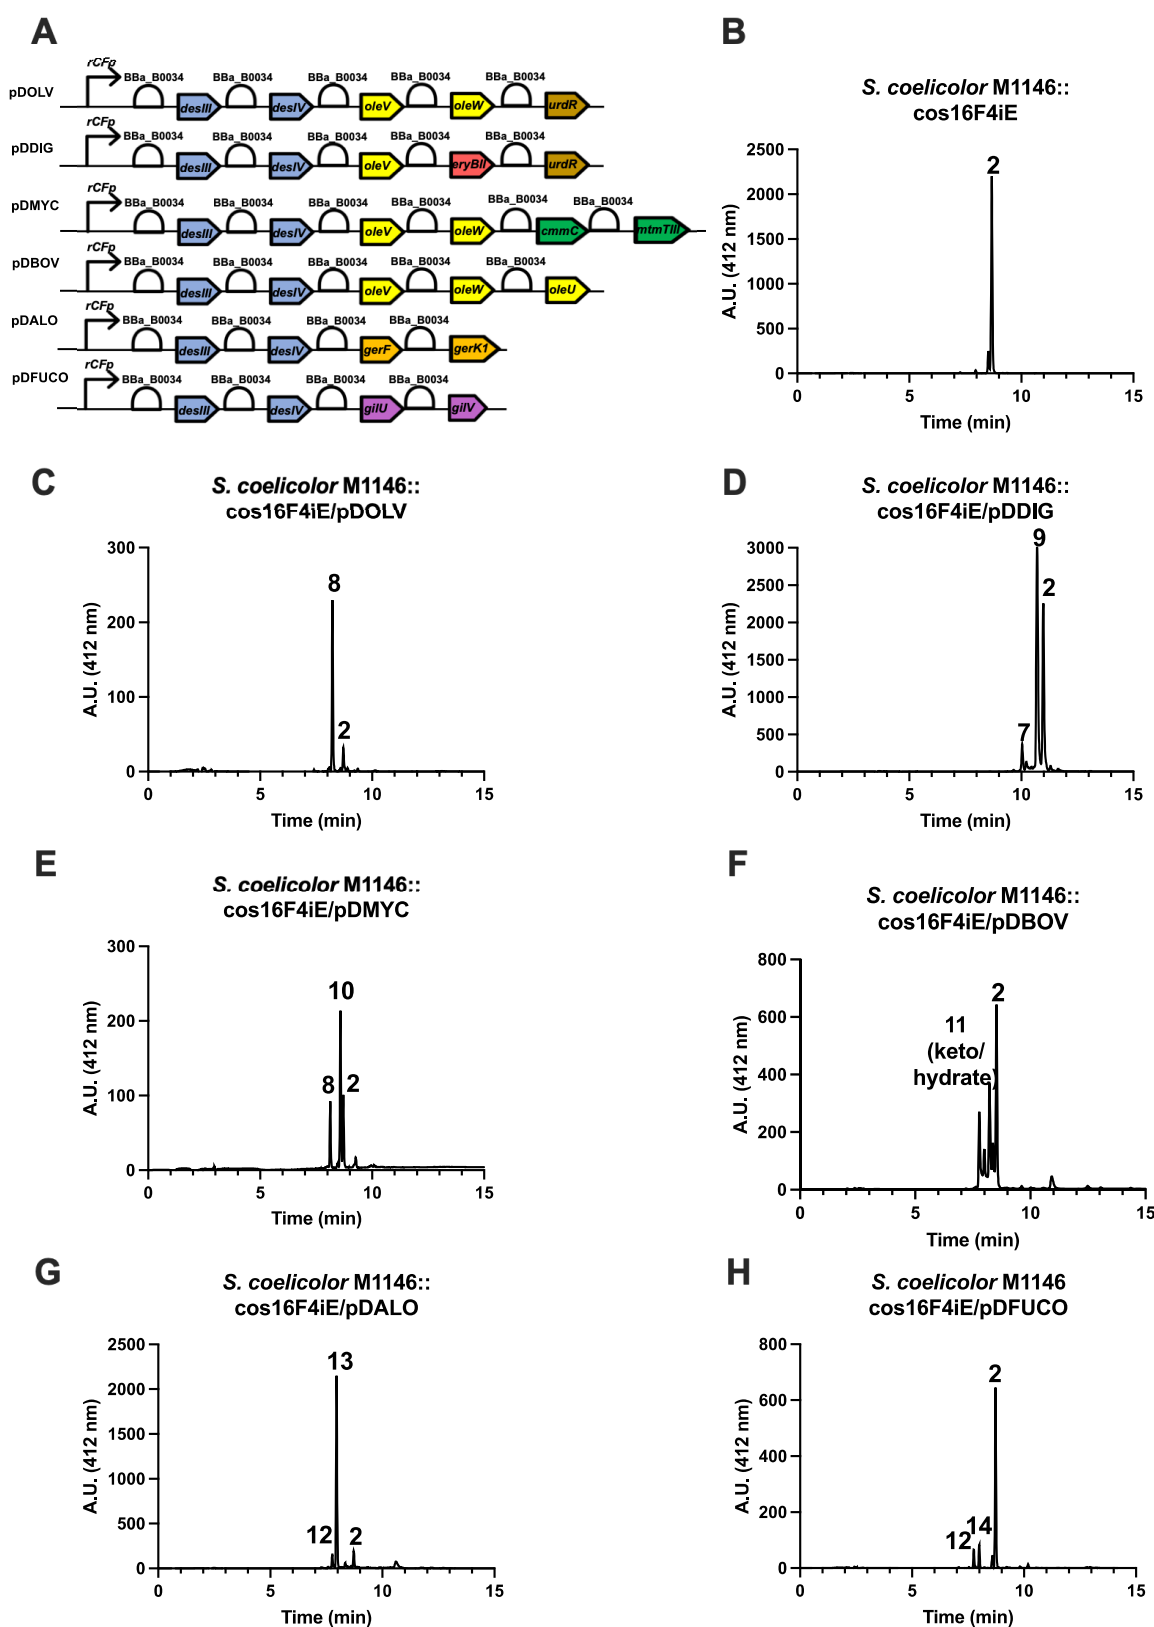 A
rCFp
BBa_B0034 BBa_B0034 BBa_B0034 BBa_B0034 BBa_B0034
pDOLV
desIII desIV oleV oleW urdR
rCFp
BBa_B0034 BBa_B0034 BBa_B0034 BBa_B0034 BBa_B0034
pDDIG
desIII desIV oleV eryBII urdR
rCFp
BBa_B0034 BBa_B0034 BBa_B0034 BBa_B0034 BBa_B0034 BBa_B0034
pDMYC
desIII desIV oleV oleW cmmC mtmTIII
rCFp
BBa_B0034 BBa_B0034 BBa_B0034 BBa_B0034 BBa_B0034
pDBOV
desIII desIV oleV oleW oleU
rCFp
BBa_B0034 BBa_B0034 BBa_B0034 BBa_B0034
pDALO
desIII desIV gerF gerK1
rCFp
BBa_B0034 BBa_B0034 BBa_B0034 BBa_B0034
pDFUCO
desIII desIV gilU gilV
B
S. coelicolor M1146::
cos16F4iE
A.U. (412 nm)
2500
2000
1500
1000
500
0
2
0 5 10 15
Time (min)
C
S. coelicolor M1146::
cos16F4iE/pDOLV
A.U. (412 nm)
300
200
100
0
8
2
0 5 10 15
Time (min)
D
S. coelicolor M1146::
cos16F4iE/pDDIG
A.U. (412 nm)
3000
2500
2000
1500
1000
500
0
9
2
7
0 5 10 15
Time (min)
E
S. coelicolor M1146::
cos16F4iE/pDMYC
A.U. (412 nm)
300
200
100
0
10
8 2
0 5 10 15
Time (min)
F
S. coelicolor M1146::
cos16F4iE/pDBOV
A.U. (412 nm)
800
600
400
200
0
2
11
(keto/
hydrate)
0 5 10 15
Time (min)
G
S. coelicolor M1146::
cos16F4iE/pDALO
A.U. (412 nm)
2500
2000
1500
1000
500
0
13
12 2
0 5 10 15
Time (min)
H
S. coelicolor M1146
cos16F4iE/pDFUCO
A.U. (412 nm)
800
600
400
200
0
2
14
12
0 5 10 15
Time (min)